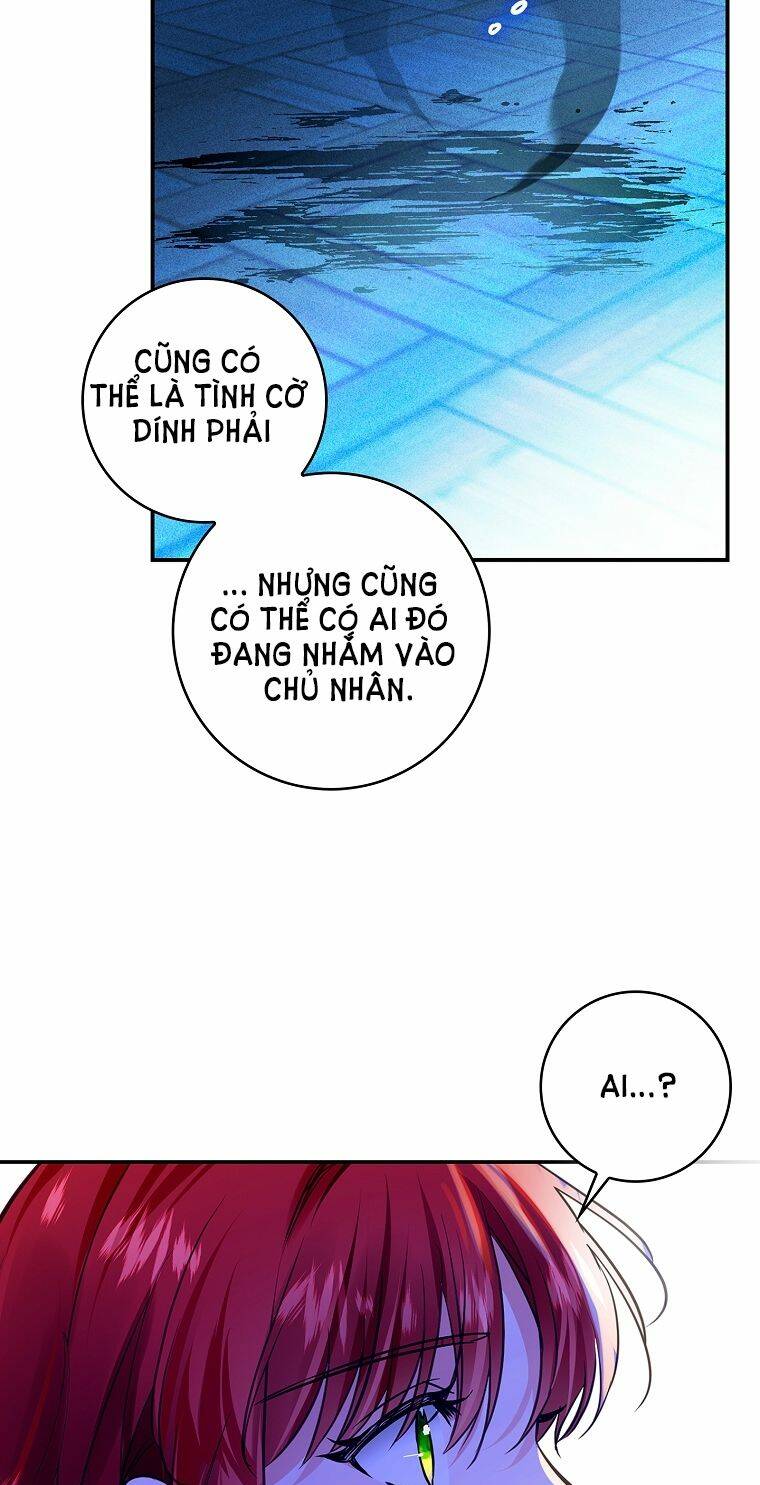 CŨNG CÓ
THỂ LÀ TÌNH CỜ
DÍNH PHẢI
... NHƯNG CŨNG
CÓ THỂ CÓ AI ĐÓ
ĐANG NHẮM VÀO
CHỦ NHÂN.
AI...?